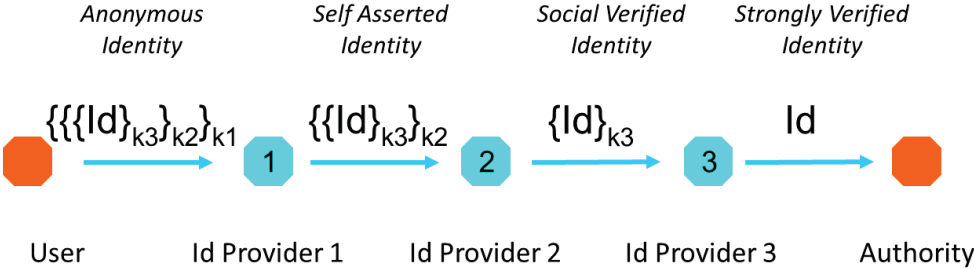 Anonymous Identity
Self Asserted Identity
Social Verified Identity
Strongly Verified Identity
{{{Id}k3}k2}k1
{{Id}k3}k2
{Id}k3
Id
1
2
3
User
Id Provider 1
Id Provider 2
Id Provider 3
Authority